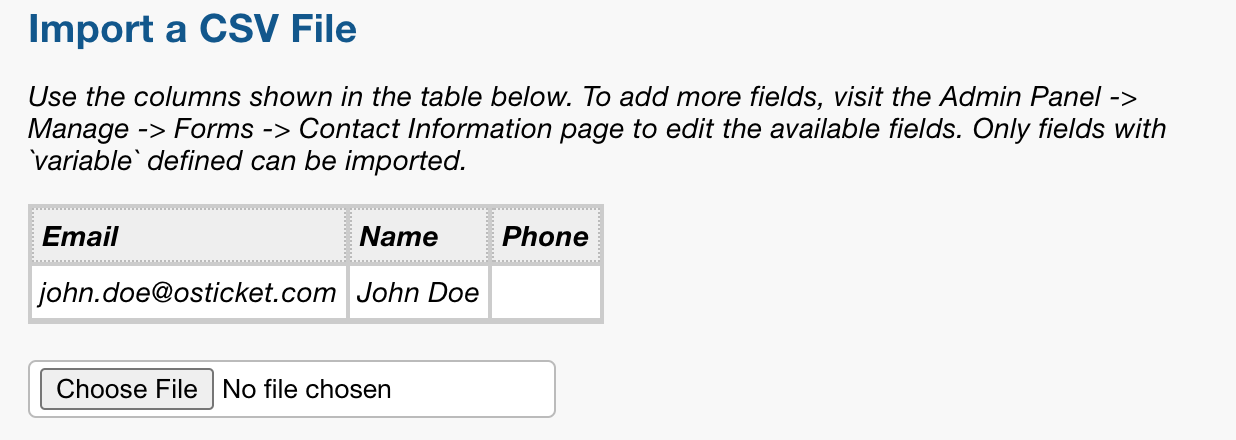 Import a CSV File
Use the columns shown in the table below. To add more fields, visit the Admin Panel ->
Manage -> Forms -> Contact Information page to edit the available fields. Only fields with
`variable` defined can be imported.
Email Name Phone
john.doe@osticket.com John Doe
Choose File No file chosen